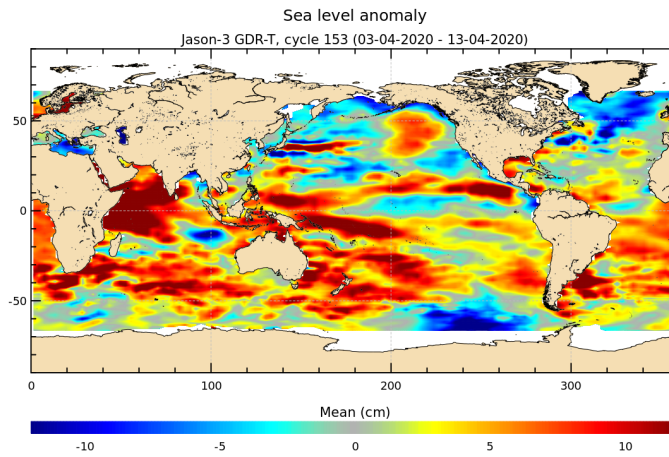 Sea level anomaly
Jason-3 GDR-T, cycle 153 (03-04-2020 - 13-04-2020)
50
0
-50
0 100 200 300
Mean (cm)
-10 -5 0 5 10